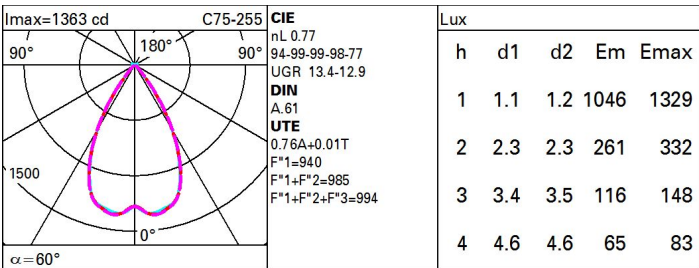 Imax=1363 cd C75-255
90° 180° 90°
1500
0°
α=60°
CIE
nL 0.77
94-99-99-98-77
UGR 13.4-12.9
DIN
A.61
UTE
0.76A+0.01T
F"1=940
F"1+F"2=985
F"1+F"2+F"3=994
Lux
h d1 d2 Em Emax
1 1.1 1.2 1046 1329
2 2.3 2.3 261 332
3 3.4 3.5 116 148
4 4.6 4.6 65 83